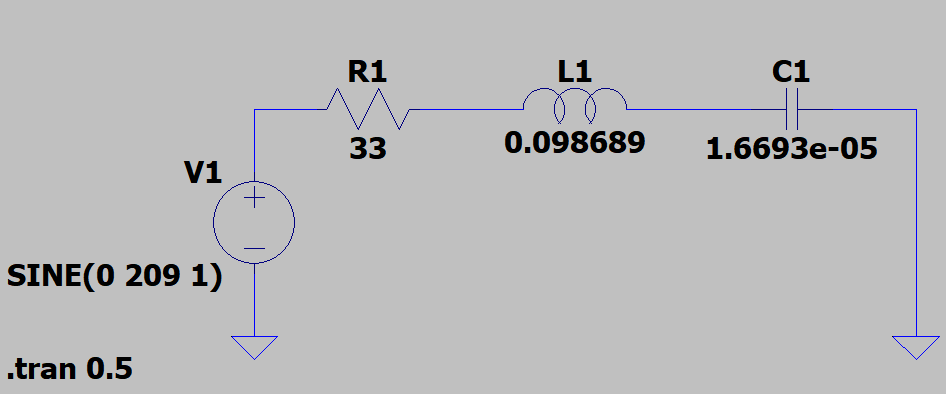 R1
L1
C1
33
0.098689
1.6693e-05
V1
SINE(0 209 1)
.tran 0.5